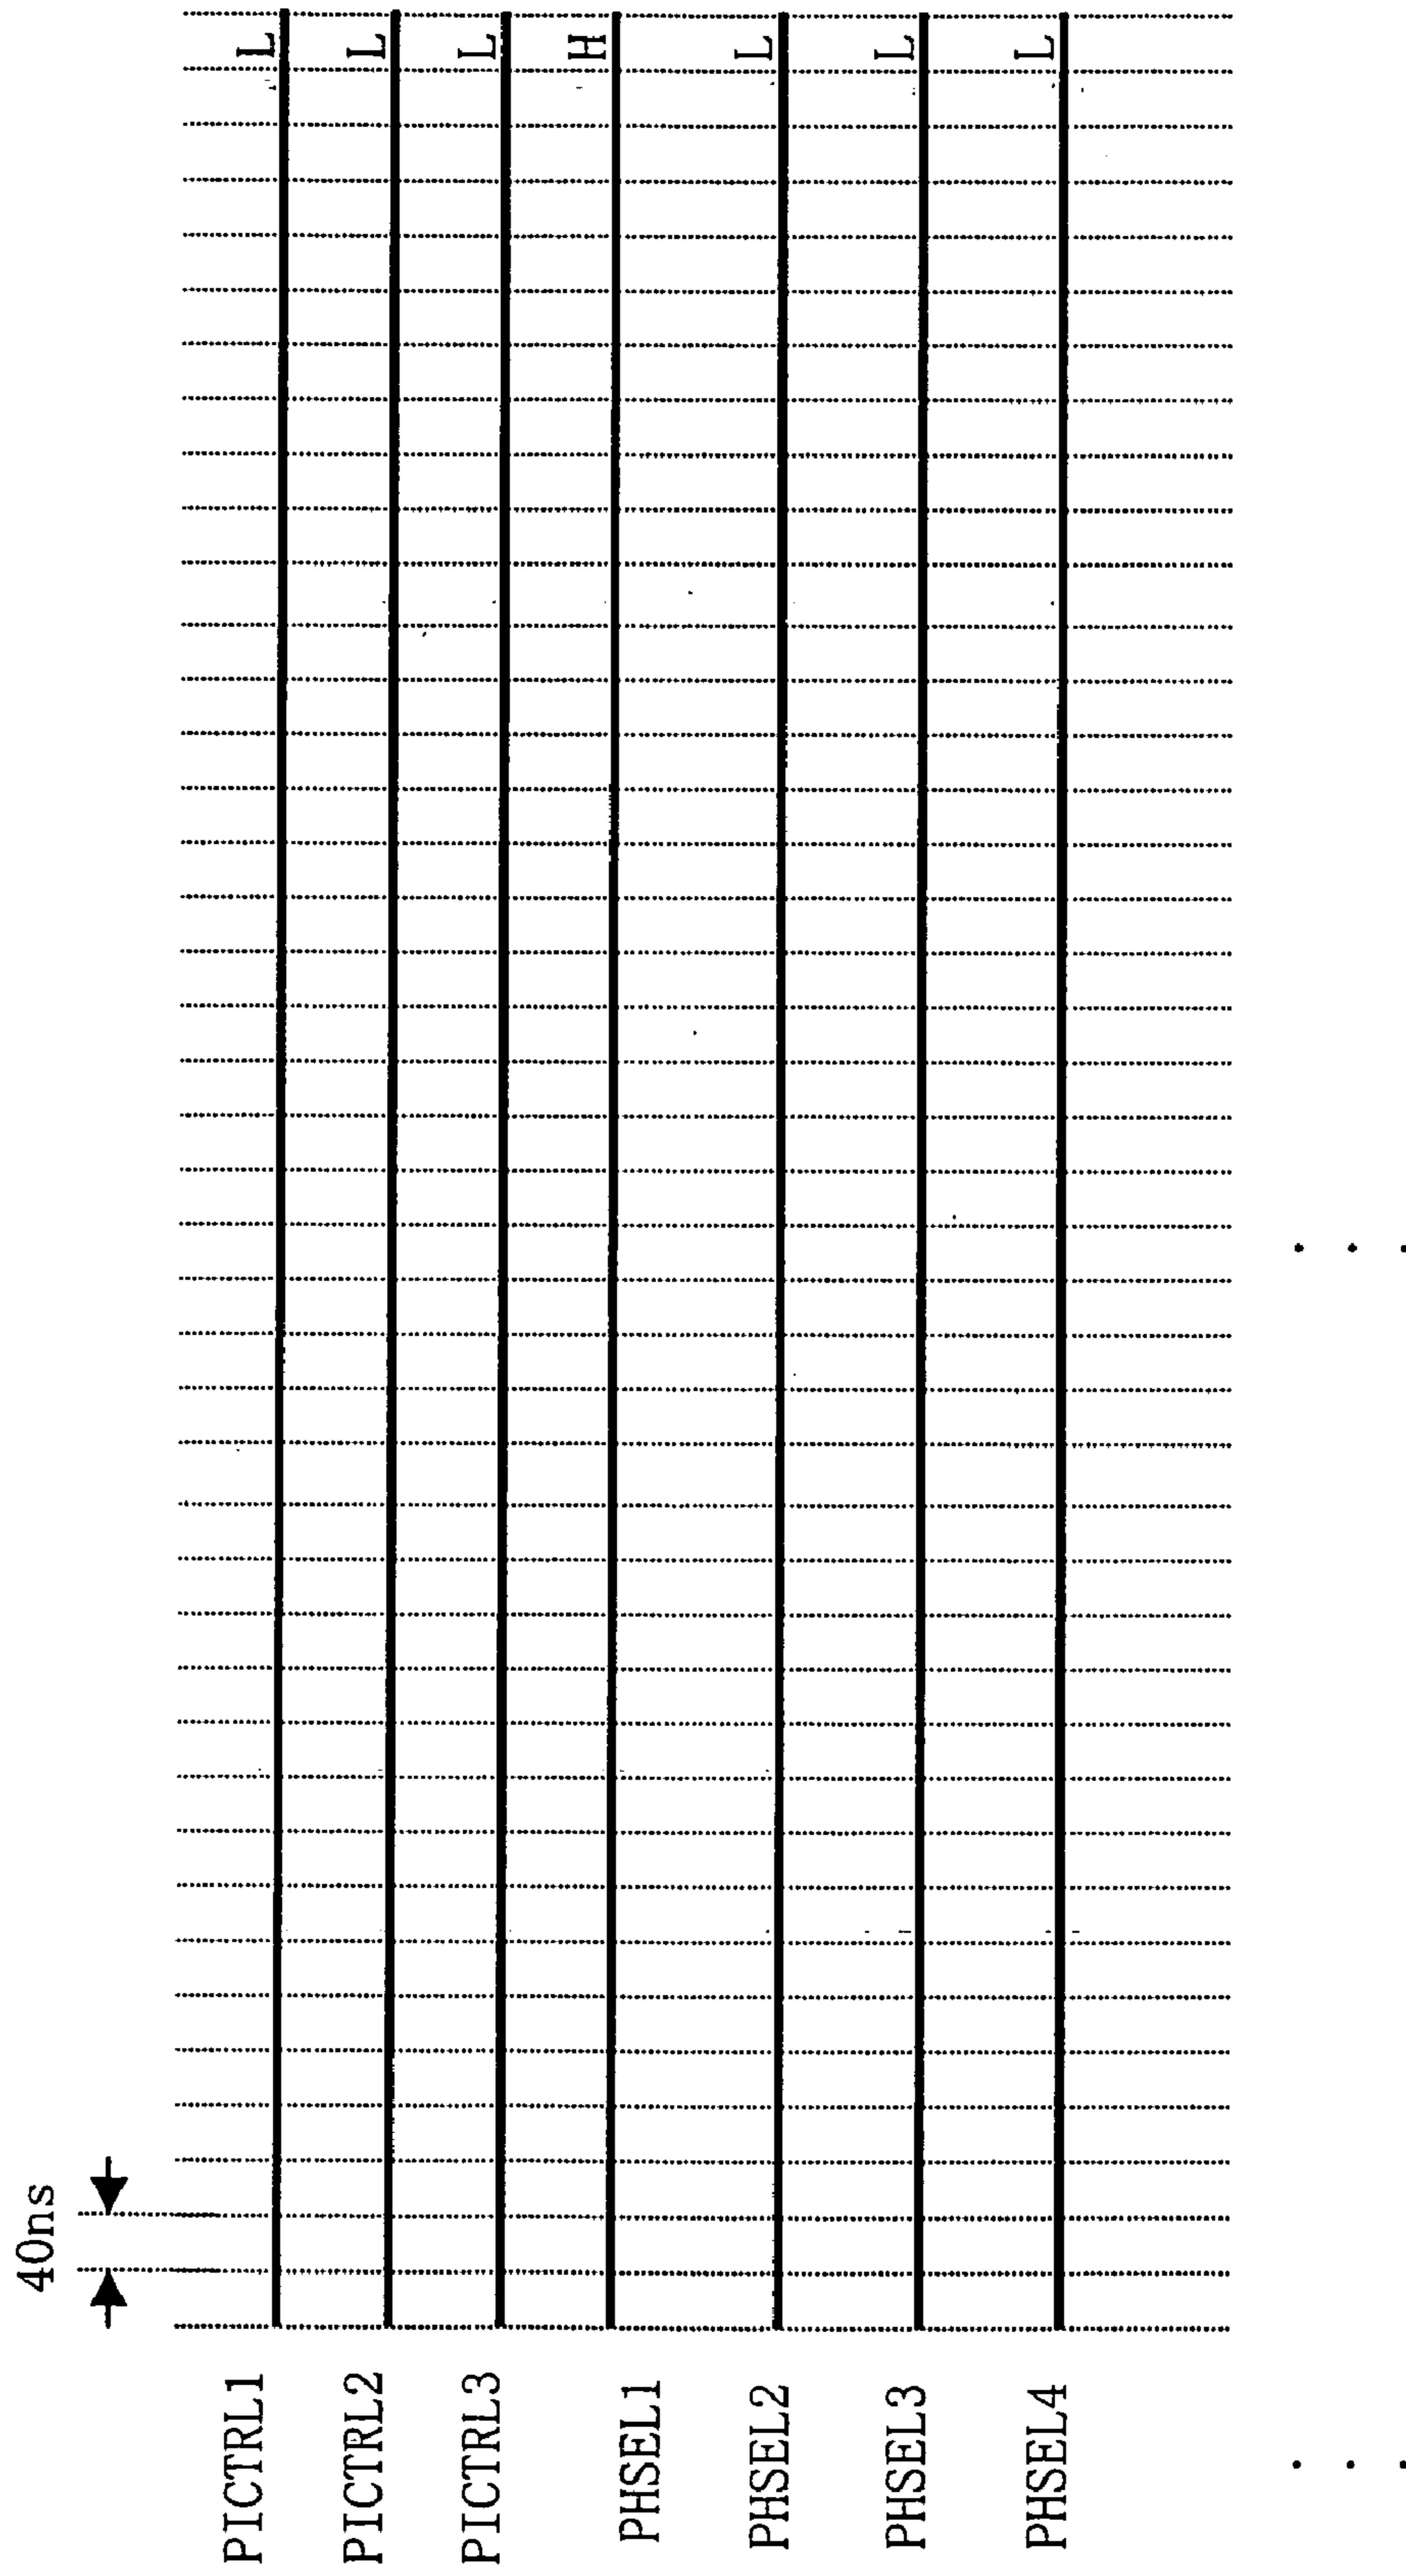 40ns
PICTRL1 L
PICTRL2 L
PICTRL3 L
PHSEL1 H
PHSEL2 L
PHSEL3 L
PHSEL4 L